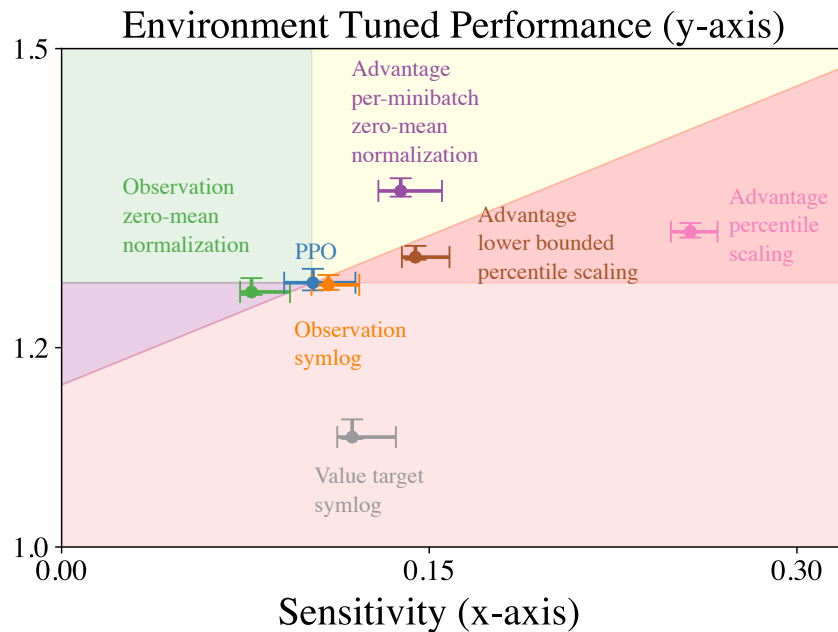 Environment Tuned Performance (y-axis)
1.5
Advantage
per-minibatch
zero-mean
normalization
Observation
zero-mean
normalization
Advantage
percentile
scaling
Advantage
lower bounded
percentile scaling
PPO
Observation
symlog
1.2
Value target
symlog
1.0
0.00
0.15
0.30
Sensitivity (x-axis)